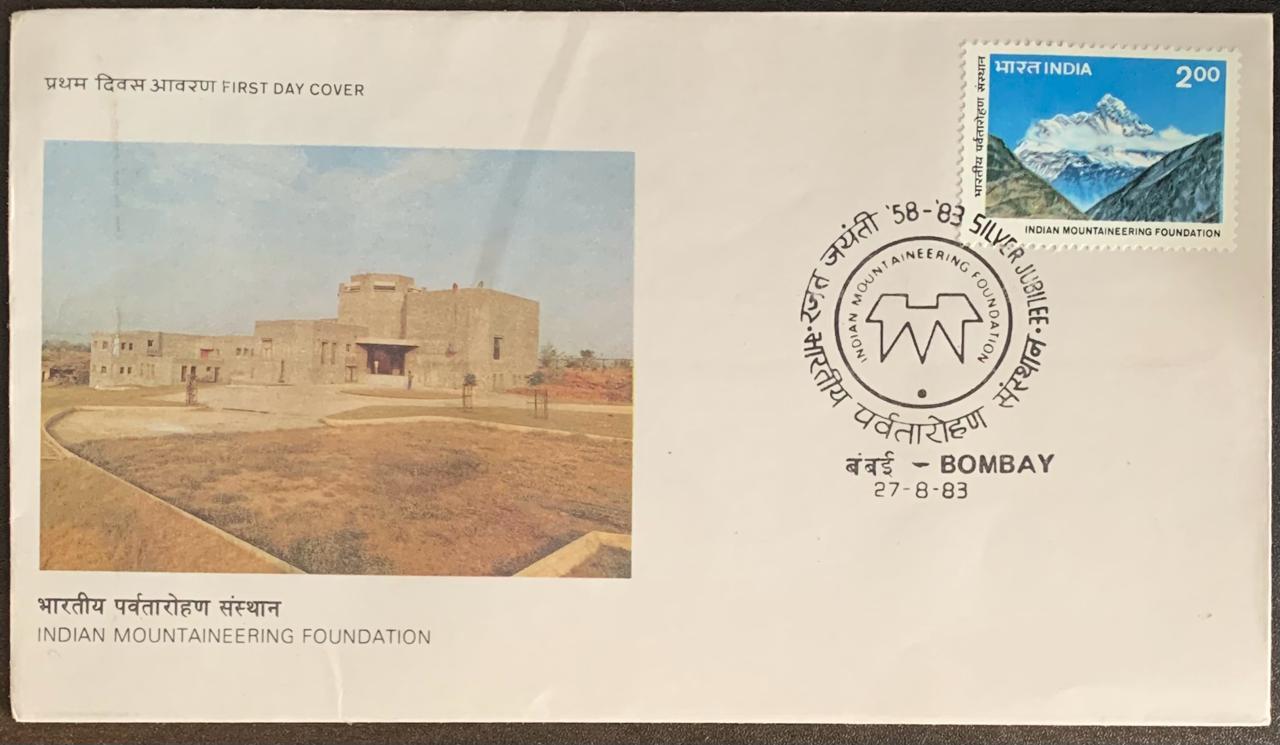 प्रथम दिवस आवरण FIRST DAY COVER
भारत INDIA 2.00
भारतीय पर्वतारोहण संस्थान
INDIAN MOUNTAINEERING FOUNDATION
रजत जयंती '58-'83 SILVER JUBILEE
भारतीय पर्वतारोहण संस्थान
INDIAN MOUNTAINEERING FOUNDATION
बंबई - BOMBAY
27-8-83
भारतीय पर्वतारोहण संस्थान
INDIAN MOUNTAINEERING FOUNDATION